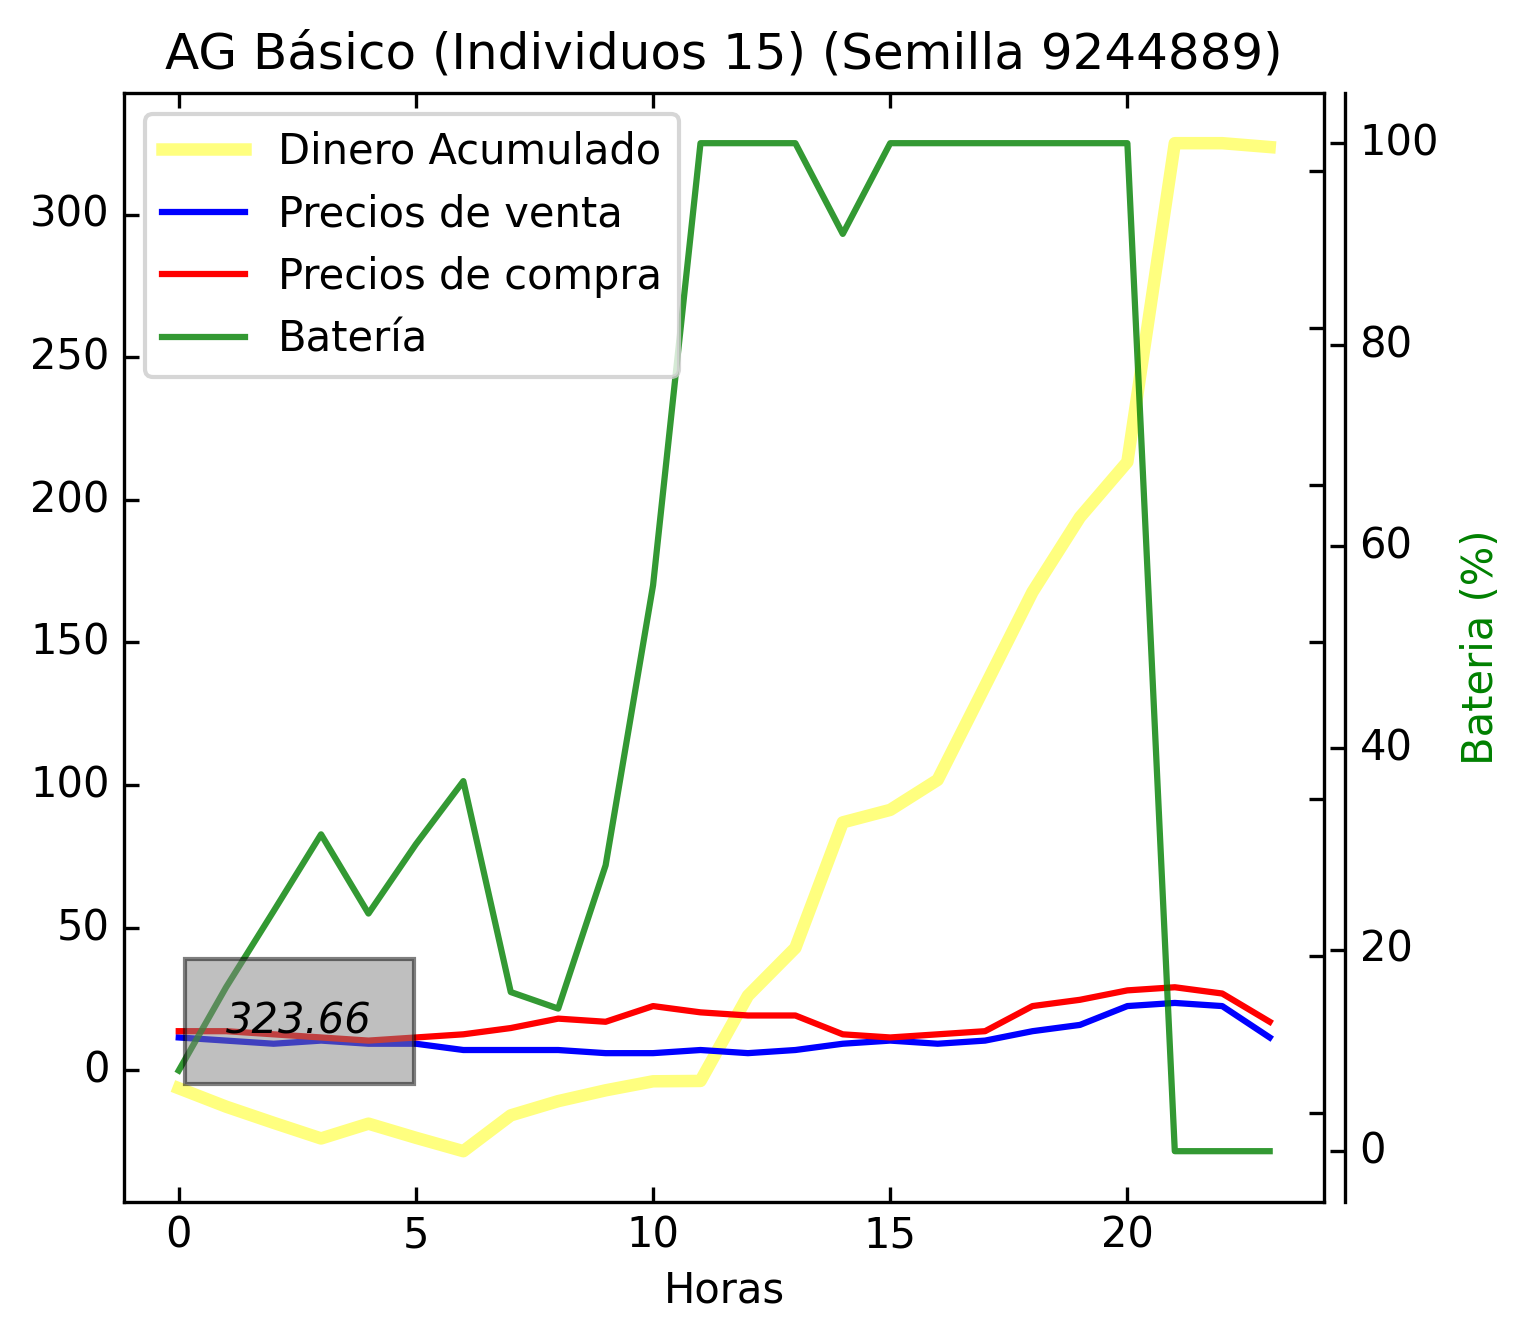 AG Básico (Individuos 15) (Semilla 9244889)
Dinero Acumulado
Precios de venta
Precios de compra
Batería
300
250
200
150
100
50
0
323.66
100
80
60
40
20
0
Bateria (%)
0 5 10 15 20
Horas